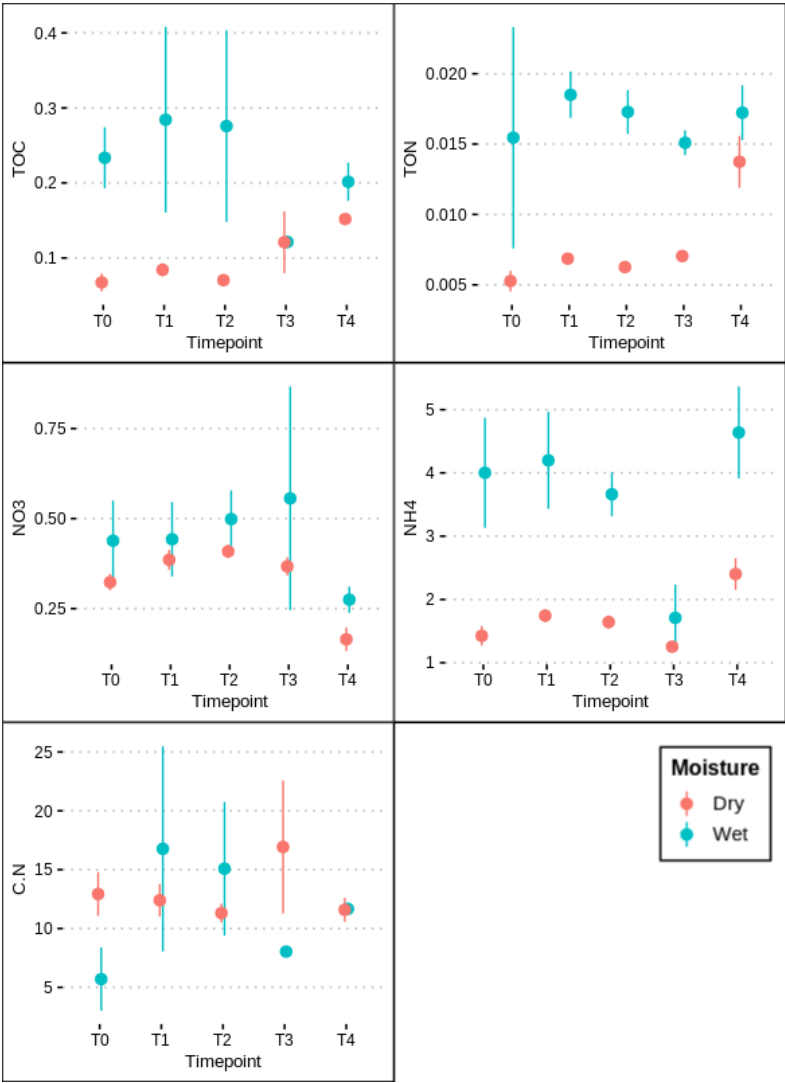 TOC
0.4
0.3
0.2
0.1
T0 T1 T2 T3 T4
Timepoint
TON
0.020
0.015
0.010
0.005
T0 T1 T2 T3 T4
Timepoint
NO3
0.75
0.50
0.25
T0 T1 T2 T3 T4
Timepoint
NH4
5
4
3
2
1
T0 T1 T2 T3 T4
Timepoint
C.N
25
20
15
10
5
T0 T1 T2 T3 T4
Timepoint
Moisture
Dry
Wet